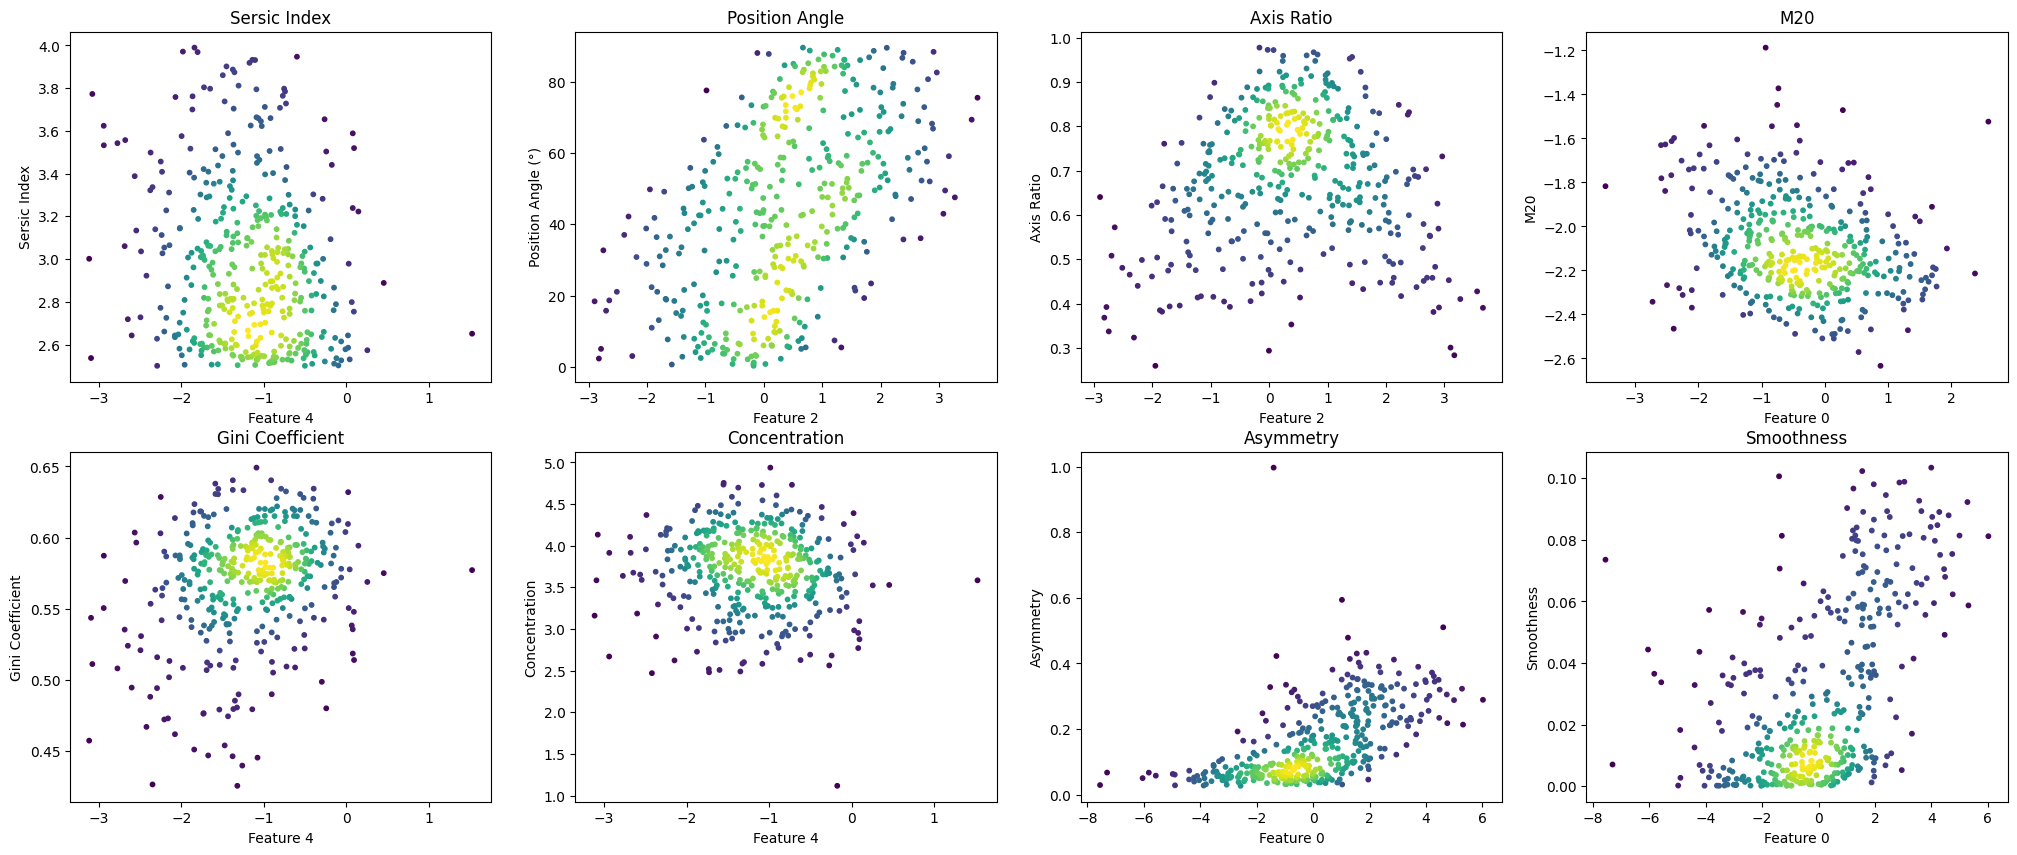 Sersic Index
Sersic Index
4.0
3.8
3.6
3.4
3.2
3.0
2.8
2.6
−3 −2 −1 0 1
Feature 4
Position Angle
Position Angle (°)
80
60
40
20
0
−3 −2 −1 0 1 2 3
Feature 2
Axis Ratio
Axis Ratio
1.0
0.9
0.8
0.7
0.6
0.5
0.4
0.3
−3 −2 −1 0 1 2 3
Feature 2
M20
M20
−1.2
−1.4
−1.6
−1.8
−2.0
−2.2
−2.4
−2.6
−3 −2 −1 0 1 2
Feature 0
Gini Coefficient
Gini Coefficient
0.65
0.60
0.55
0.50
0.45
−3 −2 −1 0 1
Feature 4
Concentration
Concentration
5.0
4.5
4.0
3.5
3.0
2.5
2.0
1.5
1.0
−3 −2 −1 0 1
Feature 4
Asymmetry
Asymmetry
1.0
0.8
0.6
0.4
0.2
0.0
−8 −6 −4 −2 0 2 4 6
Feature 0
Smoothness
Smoothness
0.10
0.08
0.06
0.04
0.02
0.00
−8 −6 −4 −2 0 2 4 6
Feature 0